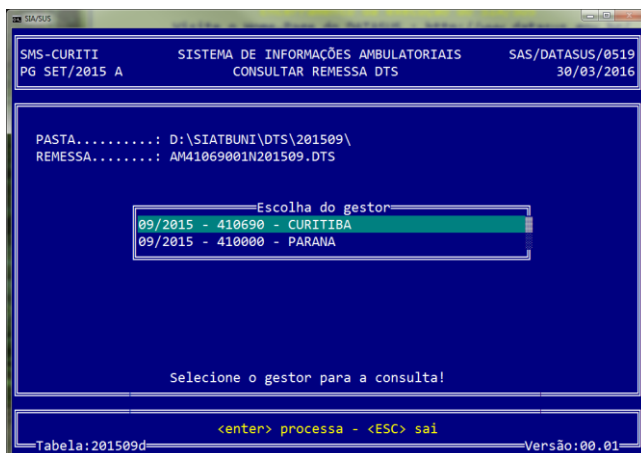 SIA/SUS
SMS-CURITI SISTEMA DE INFORMAÇÕES AMBULATORIAIS SAS/DATASUS/0519
PG SET/2015 A CONSULTAR REMESSA DTS 30/03/2016
PASTA..........: D:\SIATBUNI\DTS\201509\
REMESSA........: AM41069001N201509.DTS
Escolha do gestor
09/2015 - 410690 - CURITIBA
09/2015 - 410000 - PARANA
Selecione o gestor para a consulta!
<enter> processa - <ESC> sai
Tabela:201509d Versão:00.01